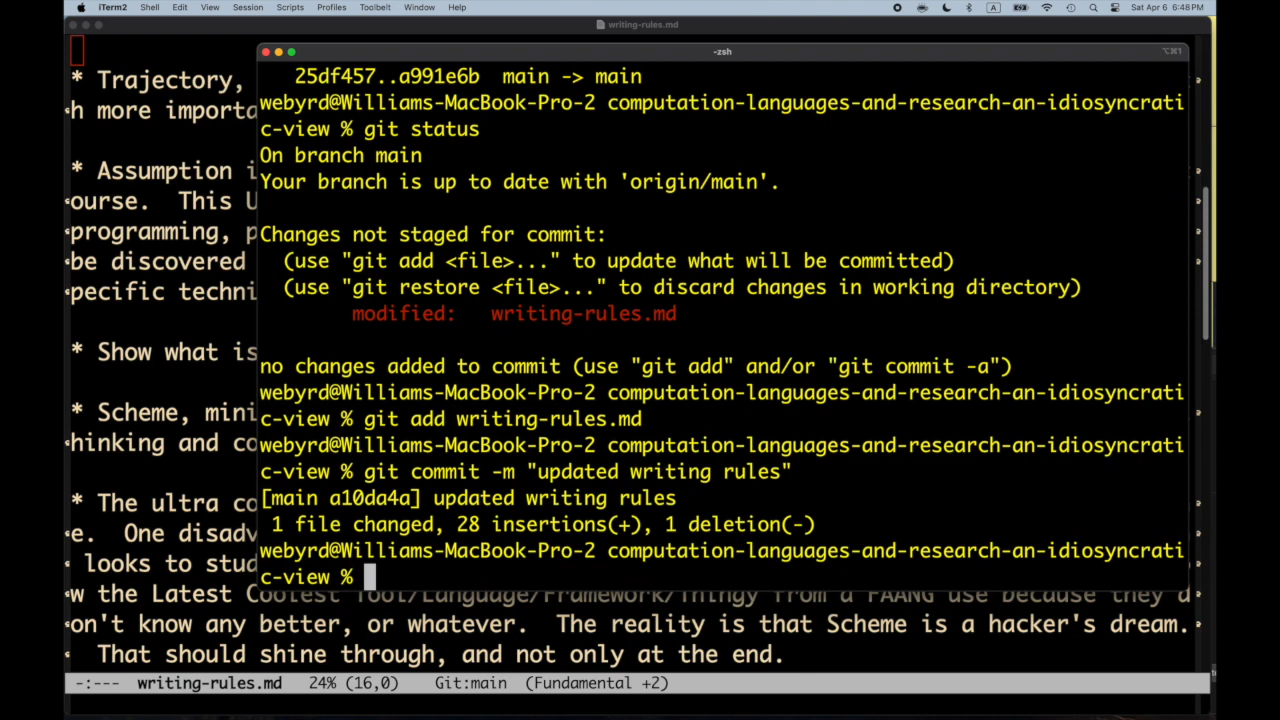 iTerm2 Shell Edit View Session Scripts Profiles Toolbelt Window Help A Sat Apr 6 6:48 PM
writing-rules.md
-zsh ⌥⌘1
25df457..a991e6b main -> main
webyrd@Williams-MacBook-Pro-2 computation-languages-and-research-an-idiosyncrati
c-view % git status
On branch main
Your branch is up to date with 'origin/main'.
Changes not staged for commit:
(use "git add <file>..." to update what will be committed)
(use "git restore <file>..." to discard changes in working directory)
modified: writing-rules.md
no changes added to commit (use "git add" and/or "git commit -a")
webyrd@Williams-MacBook-Pro-2 computation-languages-and-research-an-idiosyncrati
c-view % git add writing-rules.md
webyrd@Williams-MacBook-Pro-2 computation-languages-and-research-an-idiosyncrati
c-view % git commit -m "updated writing rules"
[main a10da4a] updated writing rules
1 file changed, 28 insertions(+), 1 deletion(-)
webyrd@Williams-MacBook-Pro-2 computation-languages-and-research-an-idiosyncrati
c-view %
* Trajectory,
h more importa
* Assumption i
ourse. This U
programming, p
be discovered
pecific techni
* Show what is
* Scheme, mini
hinking and co
* The ultra co
e. One disadv
looks to stud
w the Latest Coolest Tool/Language/Framework/Thingy from a FAANG use because they d
on't know any better, or whatever. The reality is that Scheme is a hacker's dream.
That should shine through, and not only at the end.
-:--- writing-rules.md 24% (16,0) Git:main (Fundamental +2)